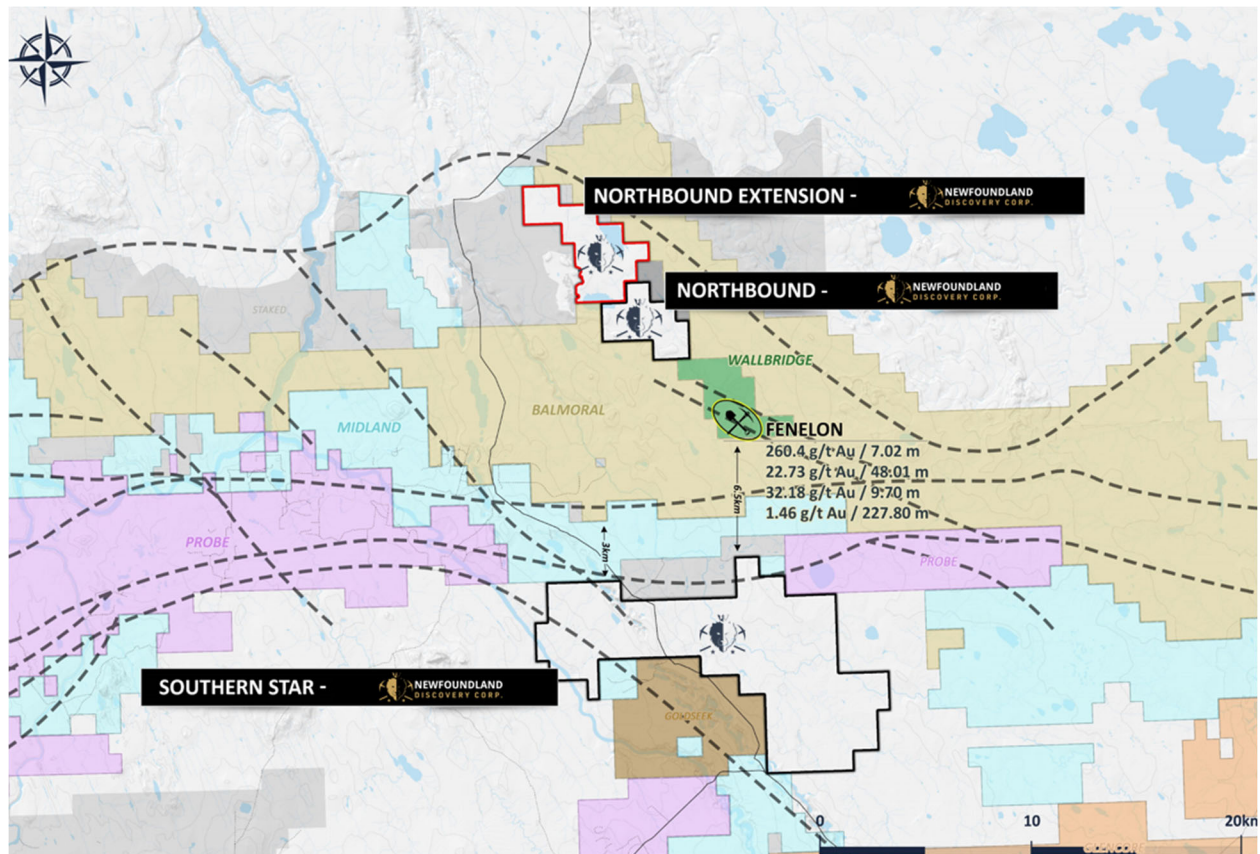 NORTHBOUND EXTENSION - NEWFOUNDLAND
DISCOVERY CORP.
NORTHBOUND - NEWFOUNDLAND
DISCOVERY CORP.
STAKED
WALLBRIDGE
BALMORAL
MIDLAND
FENELON
260.4 g/t Au / 7.02 m
22.73 g/t Au / 48.01 m
32.18 g/t Au / 9.70 m
1.46 g/t Au / 227.80 m
6.5km
3km
PROBE
PROBE
SOUTHERN STAR - NEWFOUNDLAND
DISCOVERY CORP.
GOLDSEEK
0 10 20km
GLENCORE